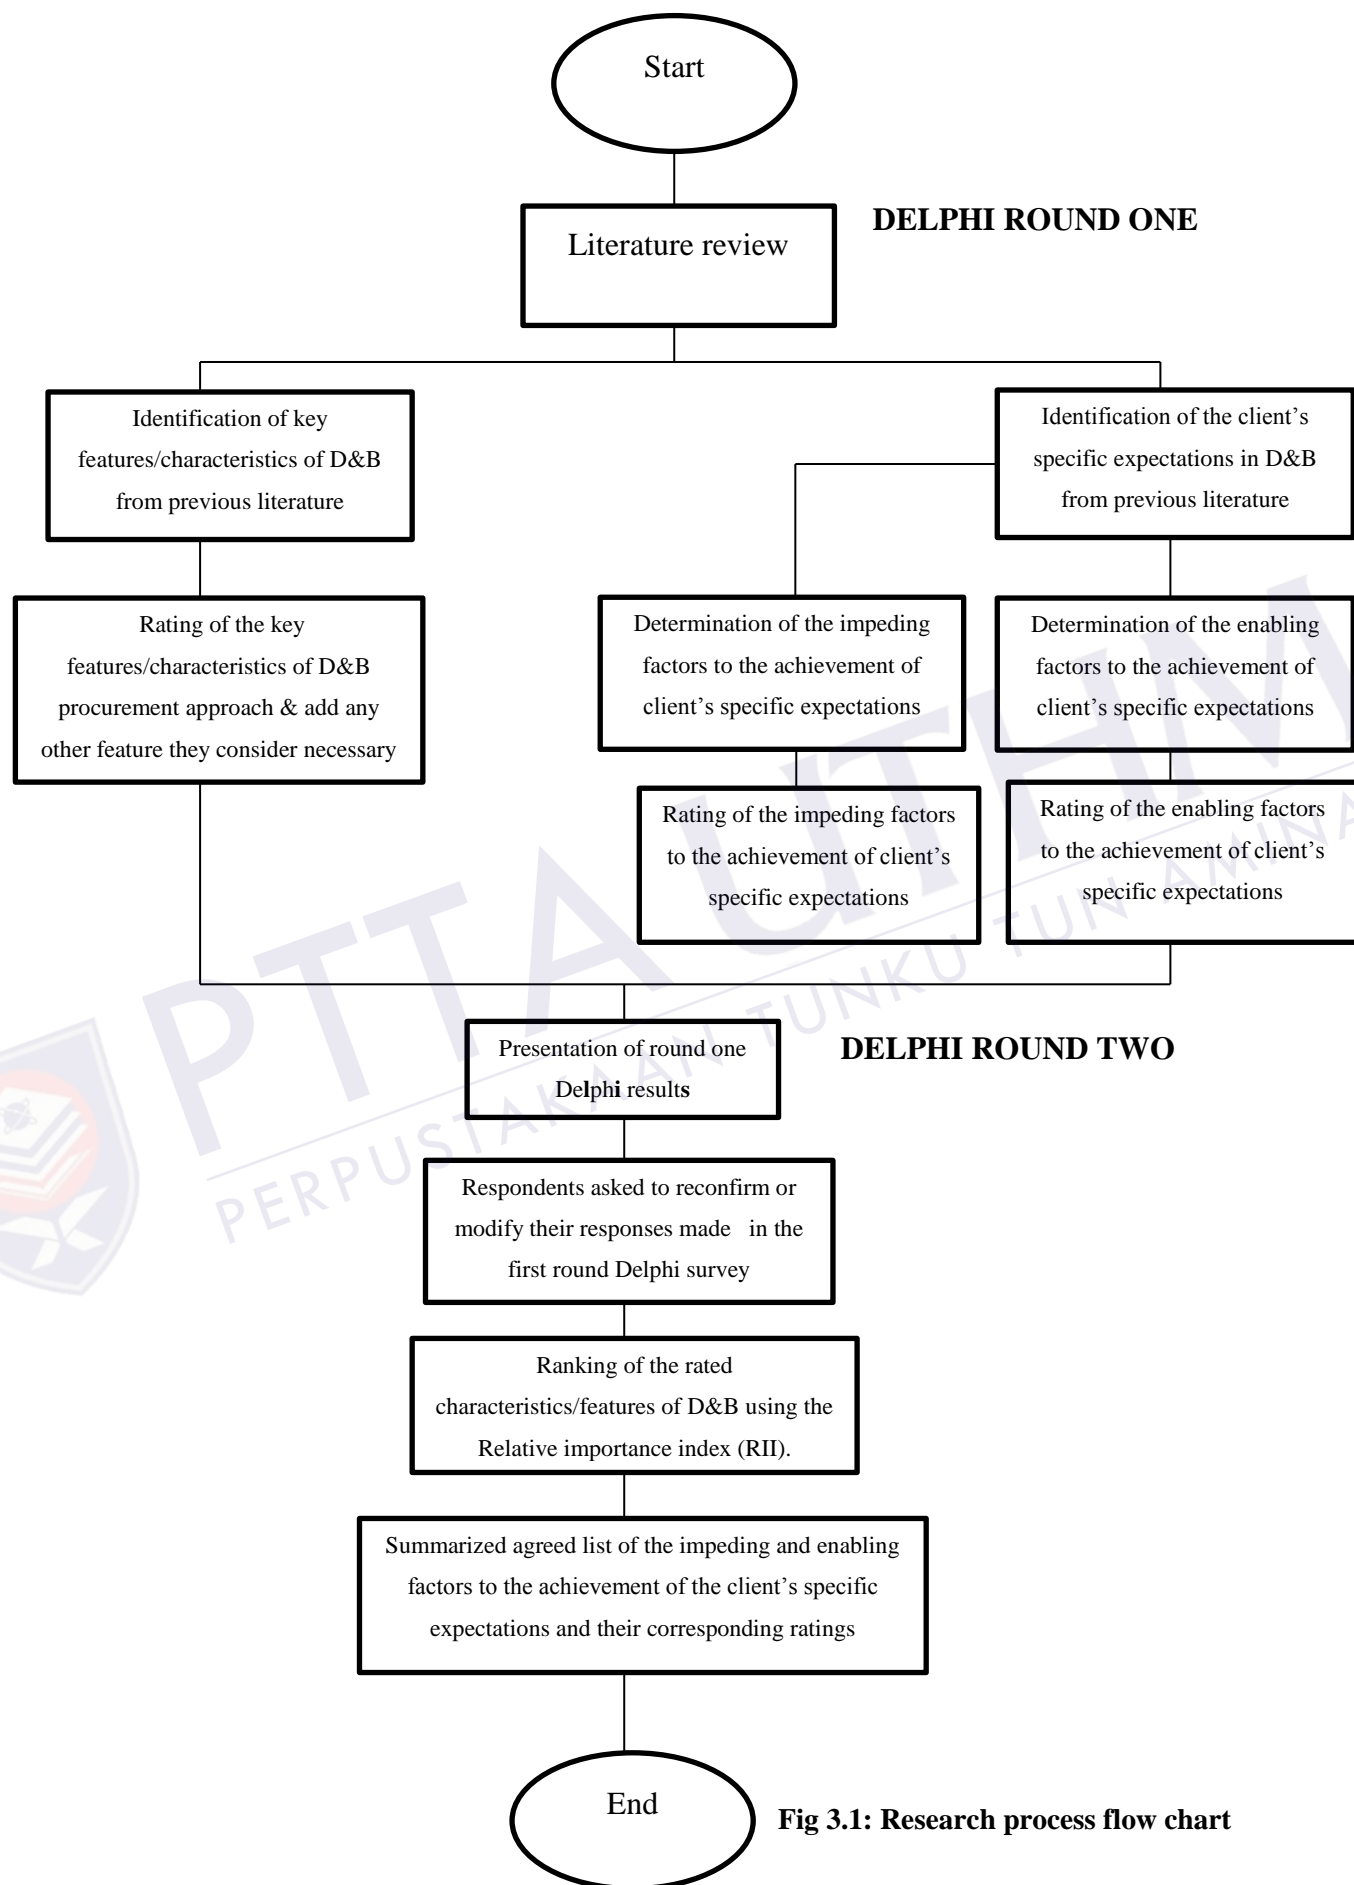 Start
DELPHI ROUND ONE
Literature review
Identification of key
features/characteristics of D&B
from previous literature
Identification of the client’s
specific expectations in D&B
from previous literature
Rating of the key
features/characteristics of D&B
procurement approach & add any
other feature they consider necessary
Determination of the impeding
factors to the achievement of
client’s specific expectations
Determination of the enabling
factors to the achievement of
client’s specific expectations
Rating of the impeding factors
to the achievement of client’s
specific expectations
Rating of the enabling factors
to the achievement of client’s
specific expectations
PTTA UTHM
PERPUSTAKAAN TUNKU TUN AMINA
DELPHI ROUND TWO
Presentation of round one
Delphi results
Respondents asked to reconfirm or
modify their responses made in the
first round Delphi survey
Ranking of the rated
characteristics/features of D&B using the
Relative importance index (RII).
Summarized agreed list of the impeding and enabling
factors to the achievement of the client’s specific
expectations and their corresponding ratings
End
Fig 3.1: Research process flow chart